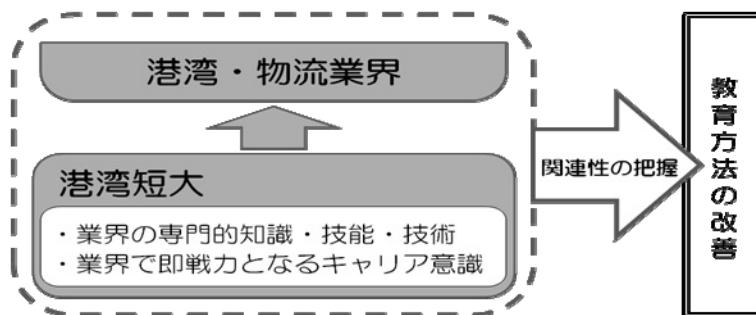 港湾・物流業界
港湾短大
・業界の専門的知識・技能・技術
・業界で即戦力となるキャリア意識
関連性の把握
教育方法の改善